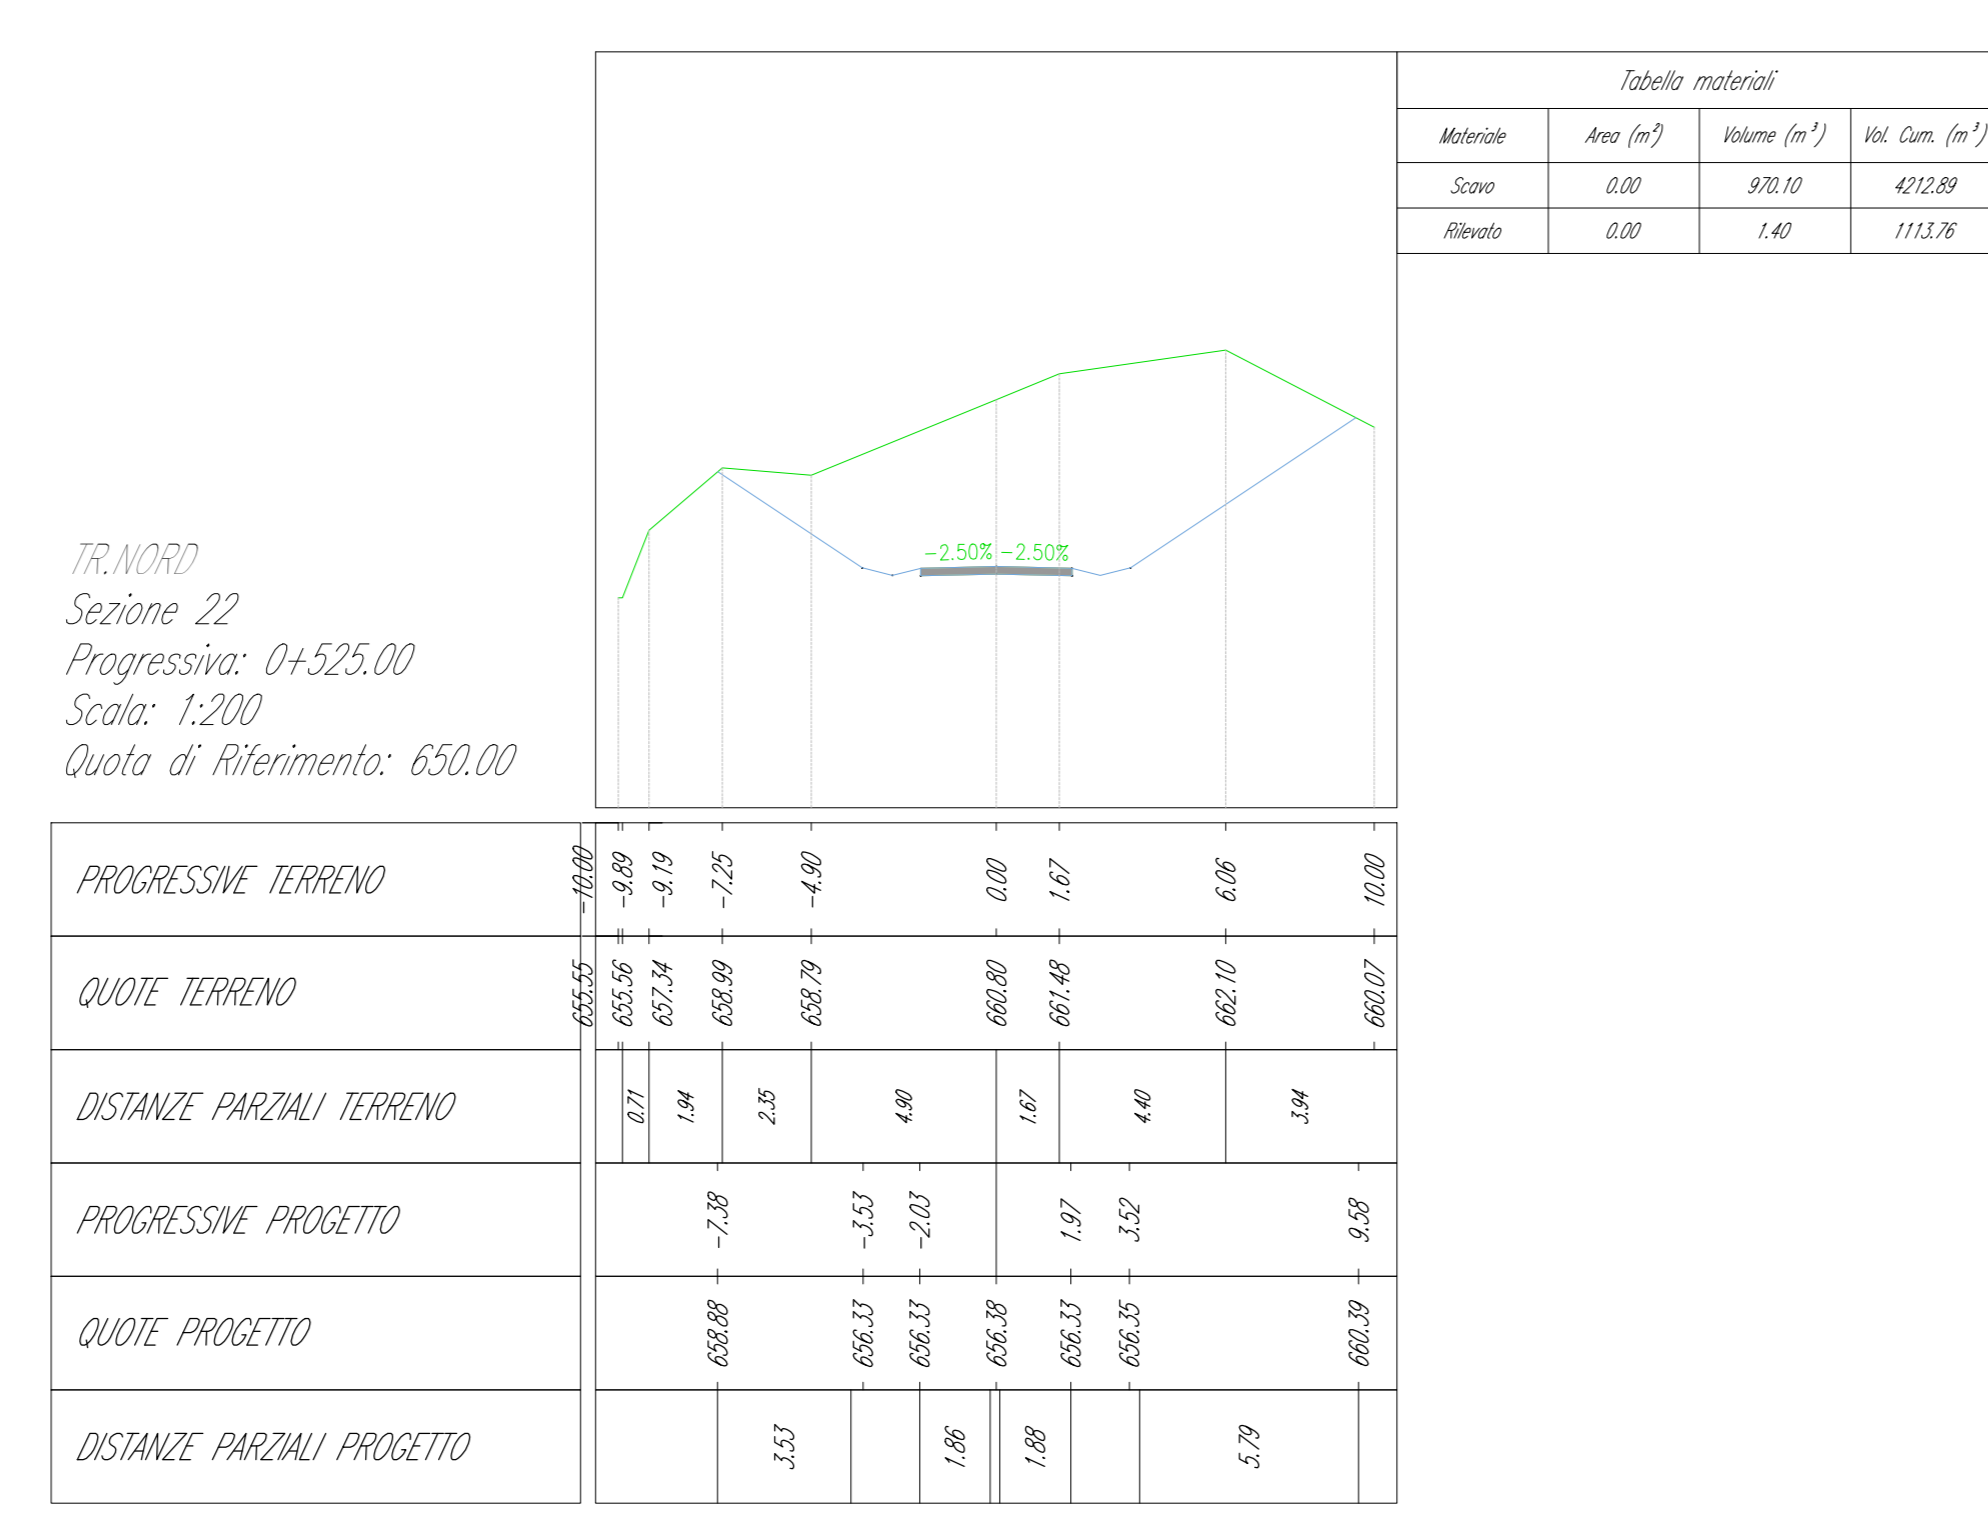 Tabella materiali
Materiale Area (m²) Volume (m³) Vol. Cum. (m³)
Scavo 0.00 970.10 4212.89
Rilevato 0.00 1.40 1113.76
-2.50% -2.50%
TR.NORD
Sezione 22
Progressiva: 0+525.00
Scala: 1:200
Quota di Riferimento: 650.00
PROGRESSIVE TERRENO -10.00 -9.89 -9.19 -7.25 -4.90 0.00 1.67 6.06 10.00
QUOTE TERRENO 655.55 655.56 657.34 658.99 658.79 660.80 661.48 662.10 660.07
DISTANZE PARZIALI TERRENO 0.71 1.94 2.35 4.90 1.67 4.40 3.94
PROGRESSIVE PROGETTO -7.38 -3.53 -2.03 1.97 3.52 9.58
QUOTE PROGETTO 658.88 656.33 656.33 656.38 656.33 656.35 660.39
DISTANZE PARZIALI PROGETTO 3.53 1.86 1.88 5.79